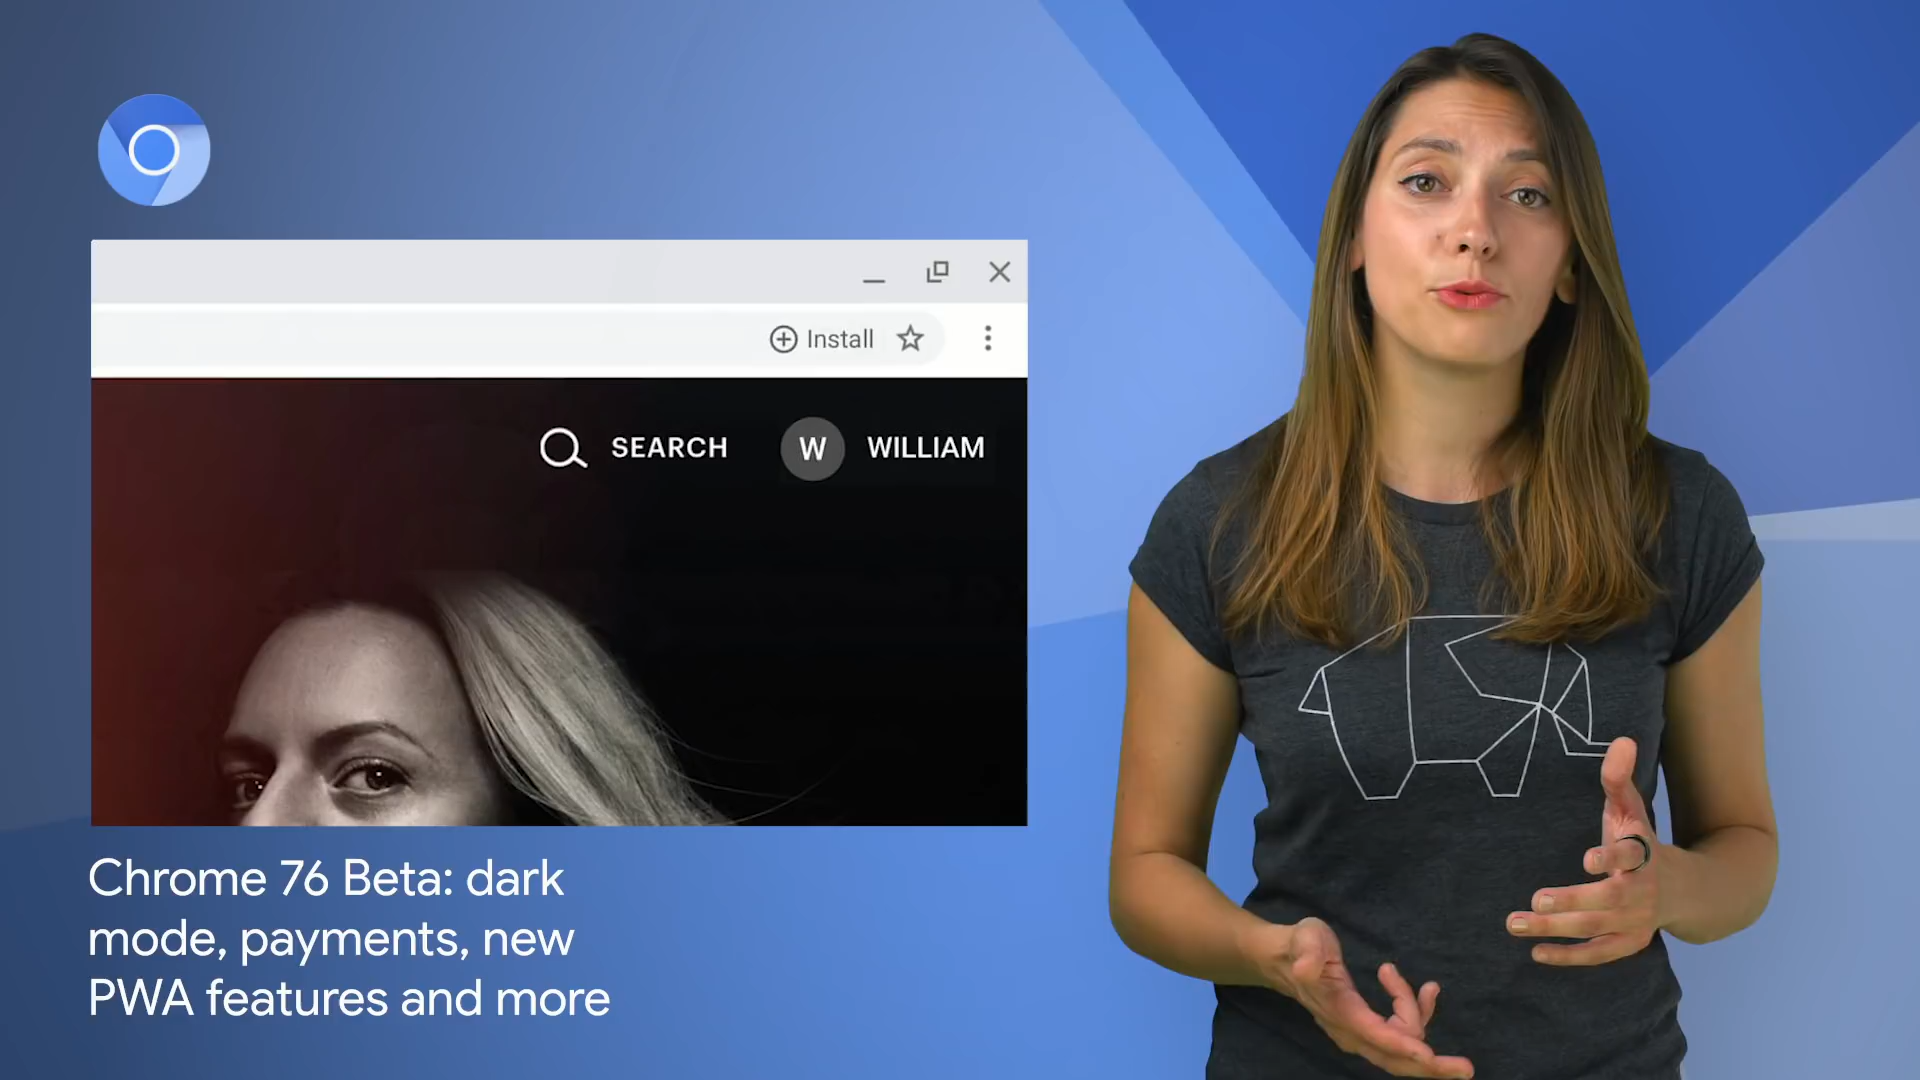 Install
SEARCH
W
WILLIAM
Chrome 76 Beta: dark
mode, payments, new
PWA features and more